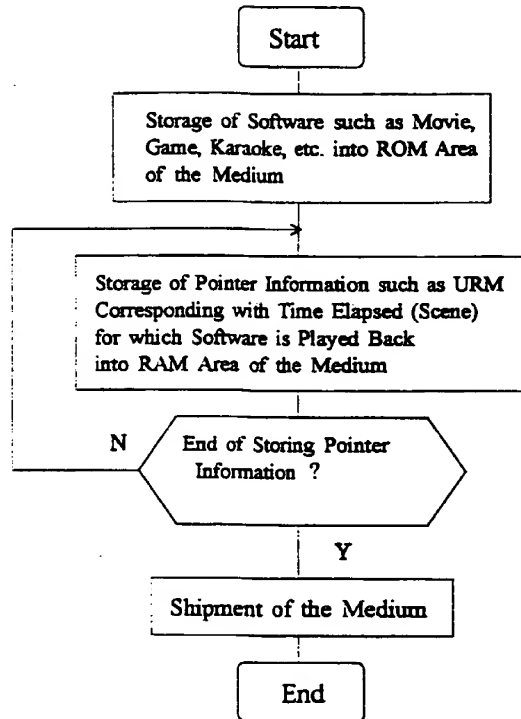 Start
Storage of Software such as Movie,
Game, Karaoke, etc. into ROM Area
of the Medium
Storage of Pointer Information such as URM
Corresponding with Time Elapsed (Scene)
for which Software is Played Back
into RAM Area of the Medium
N
End of Storing Pointer
Information ?
Y
Shipment of the Medium
End